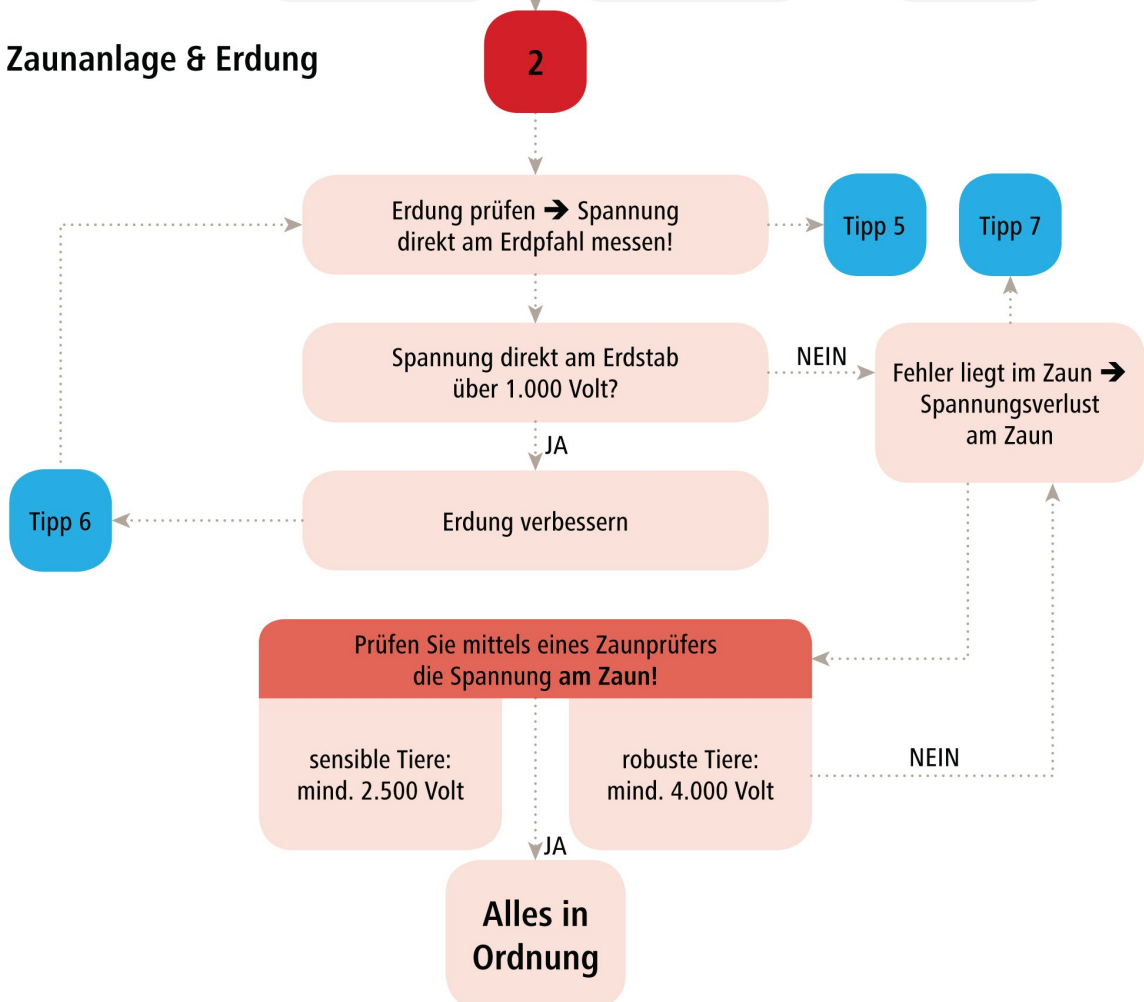 Zaunanlage & Erdung
2
Erdung prüfen ➔ Spannung
direkt am Erdpfahl messen!
Tipp 5
Tipp 7
Spannung direkt am Erdstab
über 1.000 Volt?
NEIN
Fehler liegt im Zaun ➔
Spannungsverlust
am Zaun
JA
Erdung verbessern
Tipp 6
Prüfen Sie mittels eines Zaunprüfers
die Spannung am Zaun!
sensible Tiere:
mind. 2.500 Volt
robuste Tiere:
mind. 4.000 Volt
NEIN
JA
Alles in
Ordnung